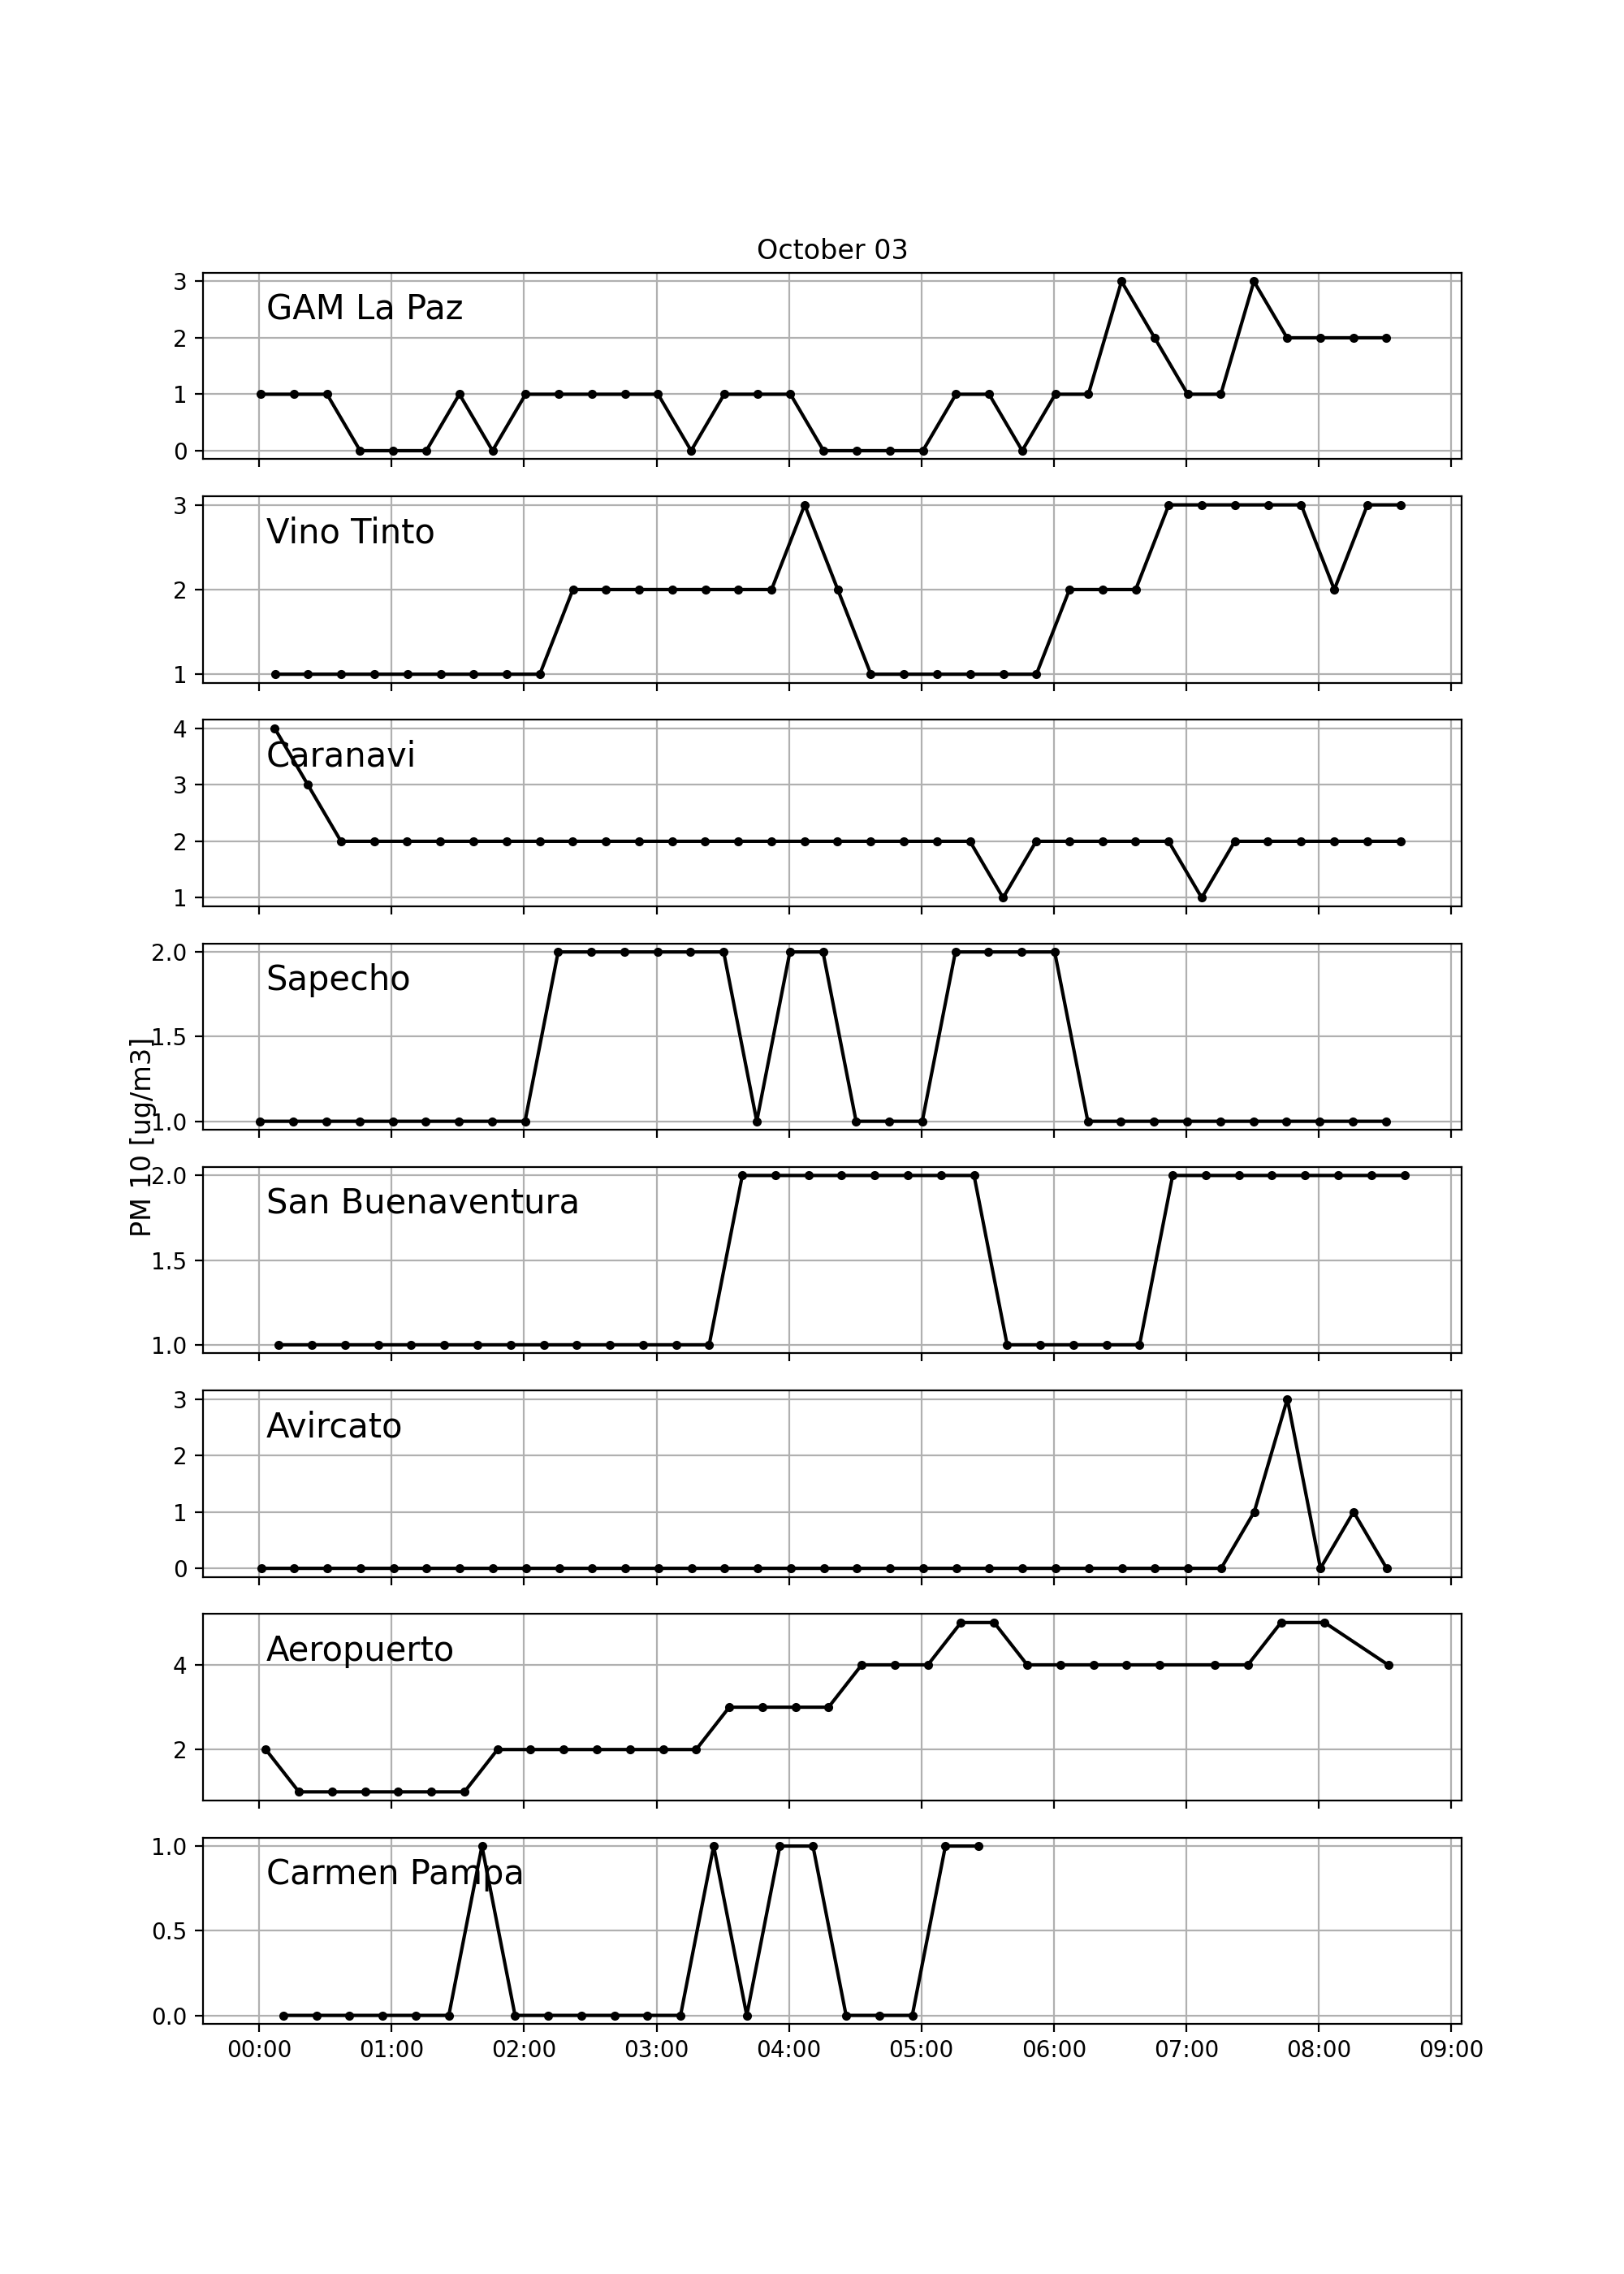 October 03
3
GAM La Paz
2
1
0
3
Vino Tinto
2
1
4
Caranavi
3
2
1
2.0
Sapecho
1.5
1.0
PM 10 [ug/m3]
2.0
San Buenaventura
1.5
1.0
3
Avircato
2
1
0
Aeropuerto
4
2
1.0
Carmen Pampa
0.5
0.0
00:00 01:00 02:00 03:00 04:00 05:00 06:00 07:00 08:00 09:00